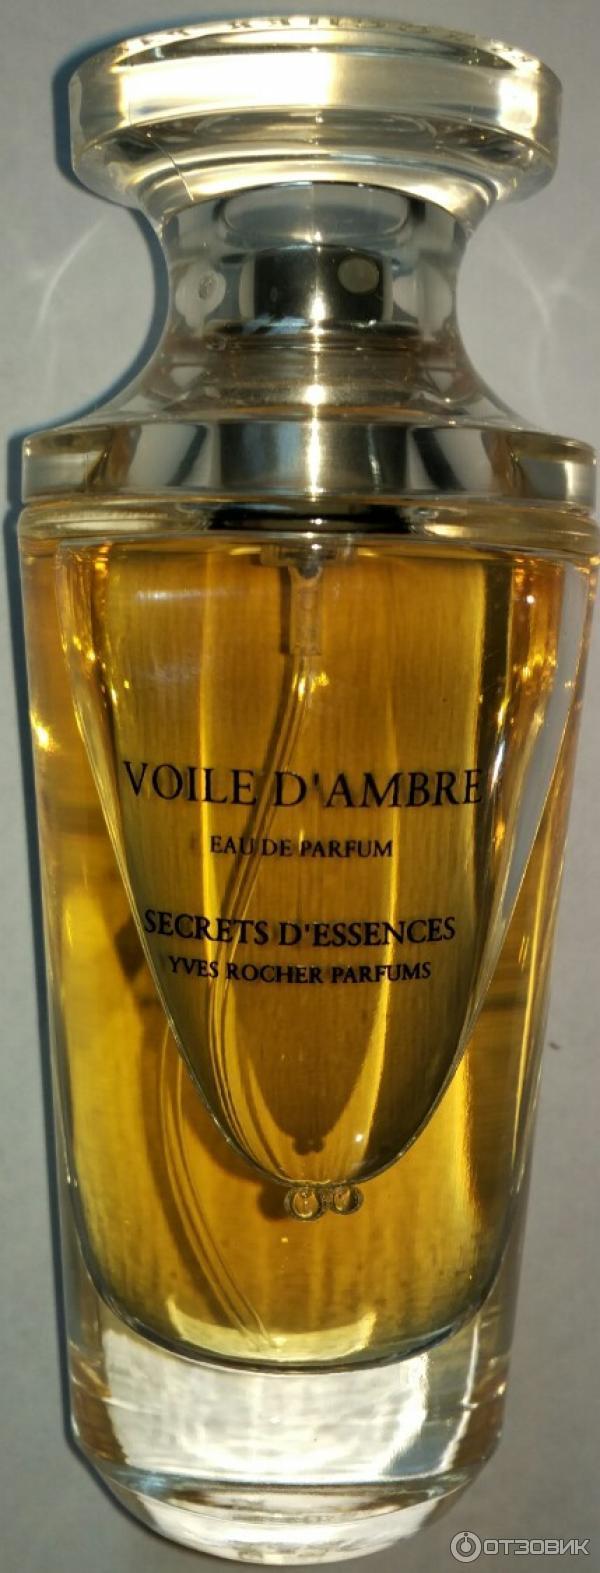 VOILE D'AMBRE
EAU DE PARFUM
SECRETS D'ESSENCES
YVES ROCHER PARFUMS
ОТЗОВИК